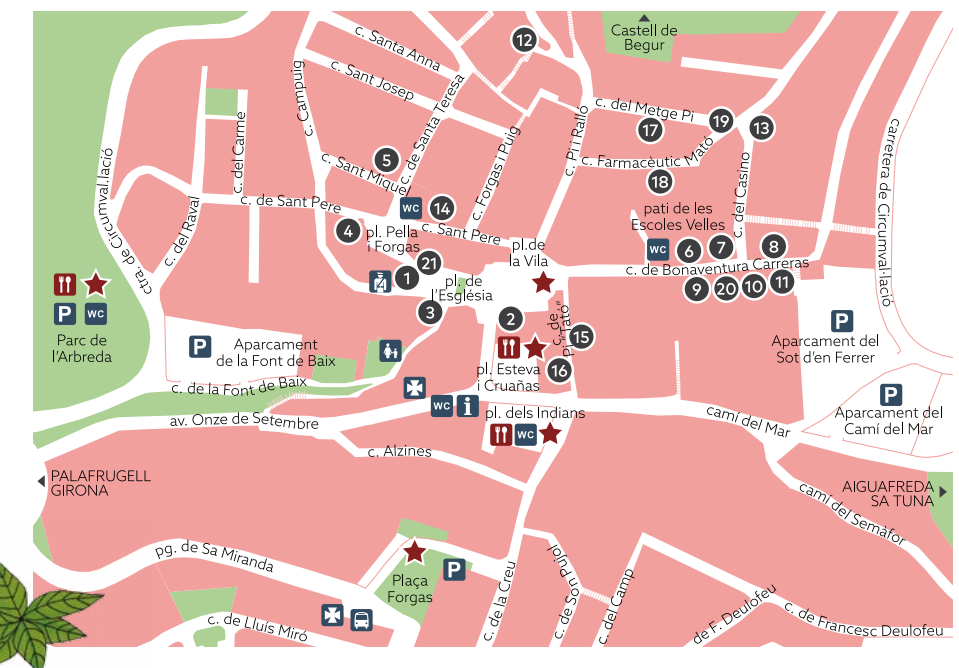 Castell de
Begur
12
c. Santa Anna
c. Sant Josep
c. Campuig
c. de Santa Teresa
c. del Metge Pi
17
19
13
c. Farmacèutic Mató
18
c. Pi i Ralló
c. Forgas i Puig
c. del Carme
5
c. Sant Miquel
WC
14
c. de Sant Pere
c. Sant Pere
4
pl. Pella
i Forgas
21
1
pl. de
l'Església
3
pl.de
la Vila
2
pati de les
Escoles Velles
WC
6
7
8
c. del Casino
c. de Bonaventura Carreras
9
20
10
11
carretera de Circumval·lació
ctra. de Circumval.lació
c. del Raval
P
WC
Parc de
l'Arbreda
P
Aparcament
de la Font de Baix
c. de la Font de Baix
c. de
Pi "Tató"
15
16
pl. Esteva
i Cruañas
P
Aparcament del
Sot d'en Ferrer
P
Aparcament del
Camí del Mar
WC
i
pl. dels Indians
WC
av. Onze de Setembre
c. Alzines
camí del Mar
PALAFRUGELL
GIRONA
AIGUAFREDA
SA TUNA
camí del Semàfor
pg. de Sa Miranda
Plaça
Forgas
P
c. de Lluís Miró
c. de la Creu
c. de Son Pujol
c. del Camp
de F. Deulofeu
c. de Francesc Deulofeu